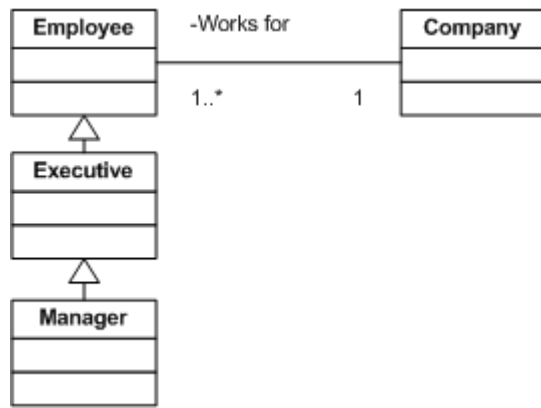 Employee
-Works for
Company
1..*
1
Executive
Manager